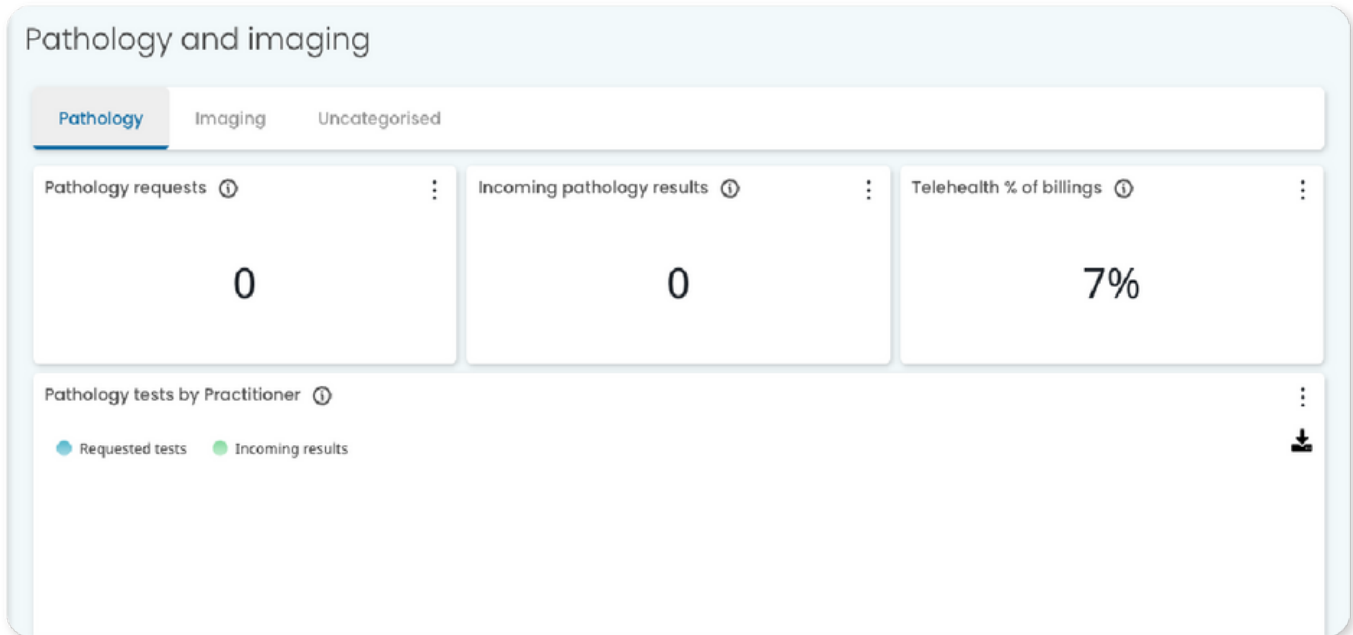 Pathology and imaging
Pathology Imaging Uncategorised
Pathology requests
Incoming pathology results
Telehealth % of billings
0
0
7%
Pathology tests by Practitioner
Requested tests Incoming results